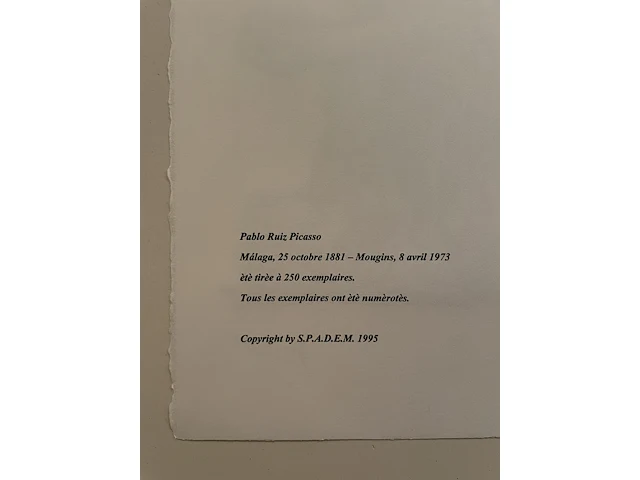 Pablo Ruiz Picasso
Málaga, 25 octobre 1881 – Mougins, 8 avril 1973
ètè tirèe à 250 exemplaires.
Tous les exemplaires ont ètè numèrotès.
Copyright by S.P.A.D.E.M. 1995